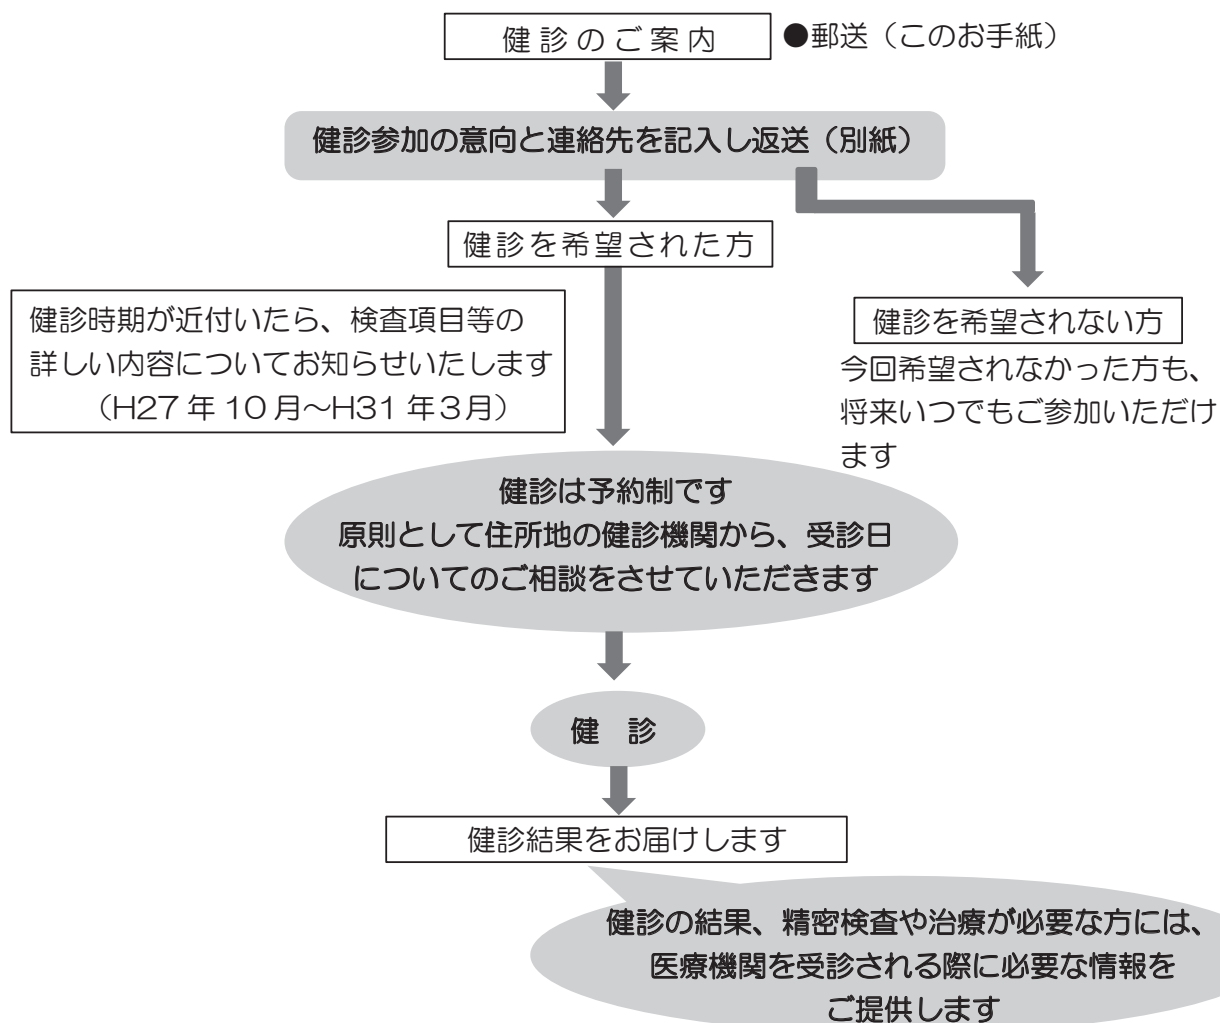 健診のご案内
●郵送（このお手紙）
健診参加の意向と連絡先を記入し返送（別紙）
健診を希望された方
健診時期が近付いたら、検査項目等の
詳しい内容についてお知らせいたします
（H27年10月～H31年3月）
健診を希望されない方
今回希望されなかった方も、
将来いつでもご参加いただけ
ます
健診は予約制です
原則として住所地の健診機関から、受診日
についてのご相談をさせていただきます
健　診
健診結果をお届けします
健診の結果、精密検査や治療が必要な方には、
医療機関を受診される際に必要な情報を
ご提供します